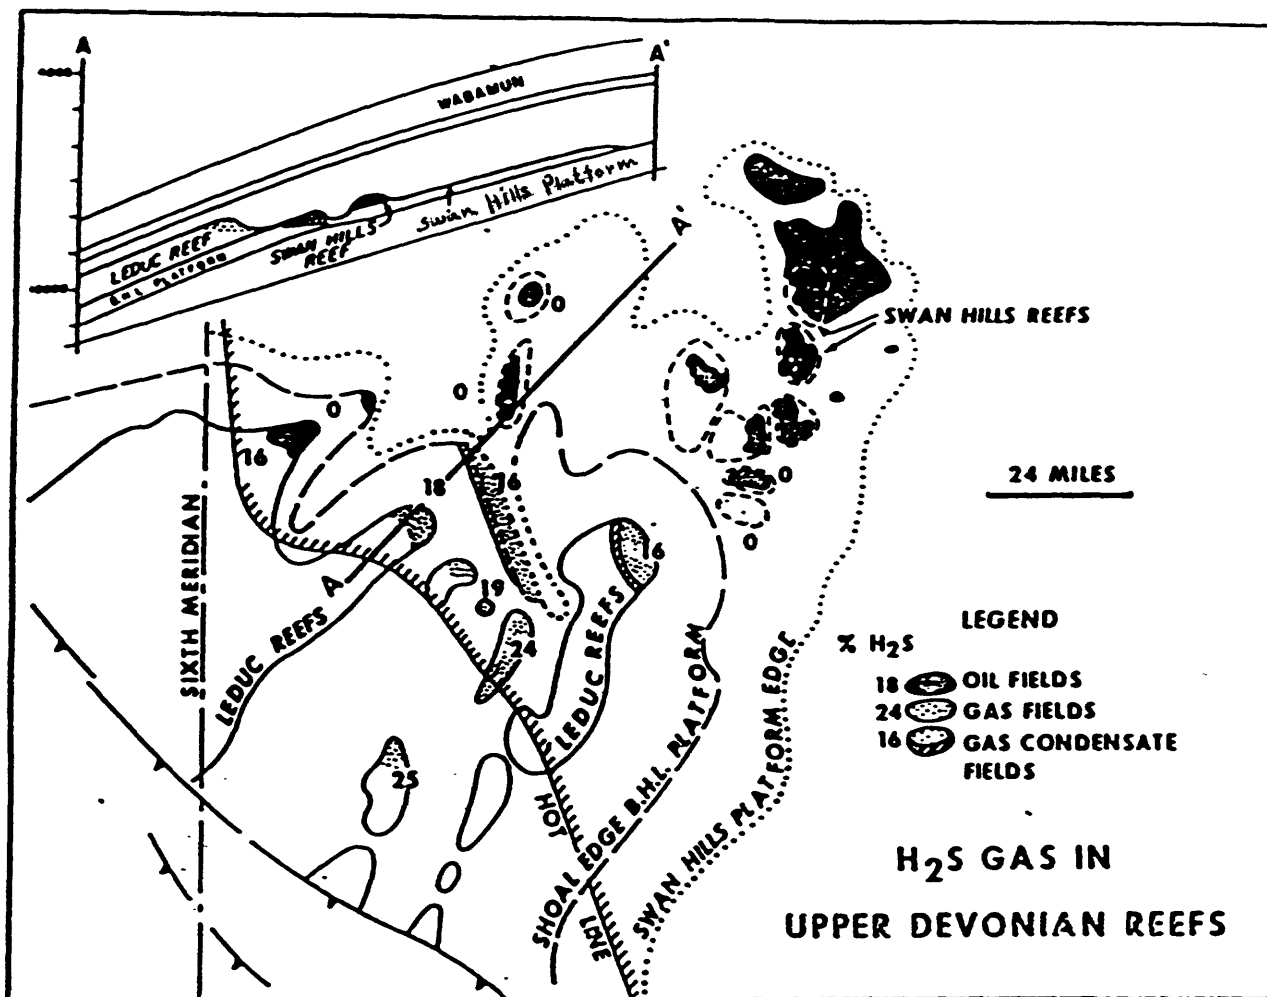 A
A'
WABAMUN
LEDUC REEF
SWAN HILLS
REEF
Swan Hills Platform
A'
0
SWAN HILLS REEFS
0
0
16
18
16
0
0
24 MILES
16
A
19
24
25
SIXTH MERIDIAN
LEDUC REEFS
LEDUC REEFS
HOT
LINE
SHOAL EDGE B.H.L. PLATFORM
SWAN HILLS PLATFORM EDGE
LEGEND
% H2S
18 OIL FIELDS
24 GAS FIELDS
16 GAS CONDENSATE
FIELDS
H2S GAS IN
UPPER DEVONIAN REEFS